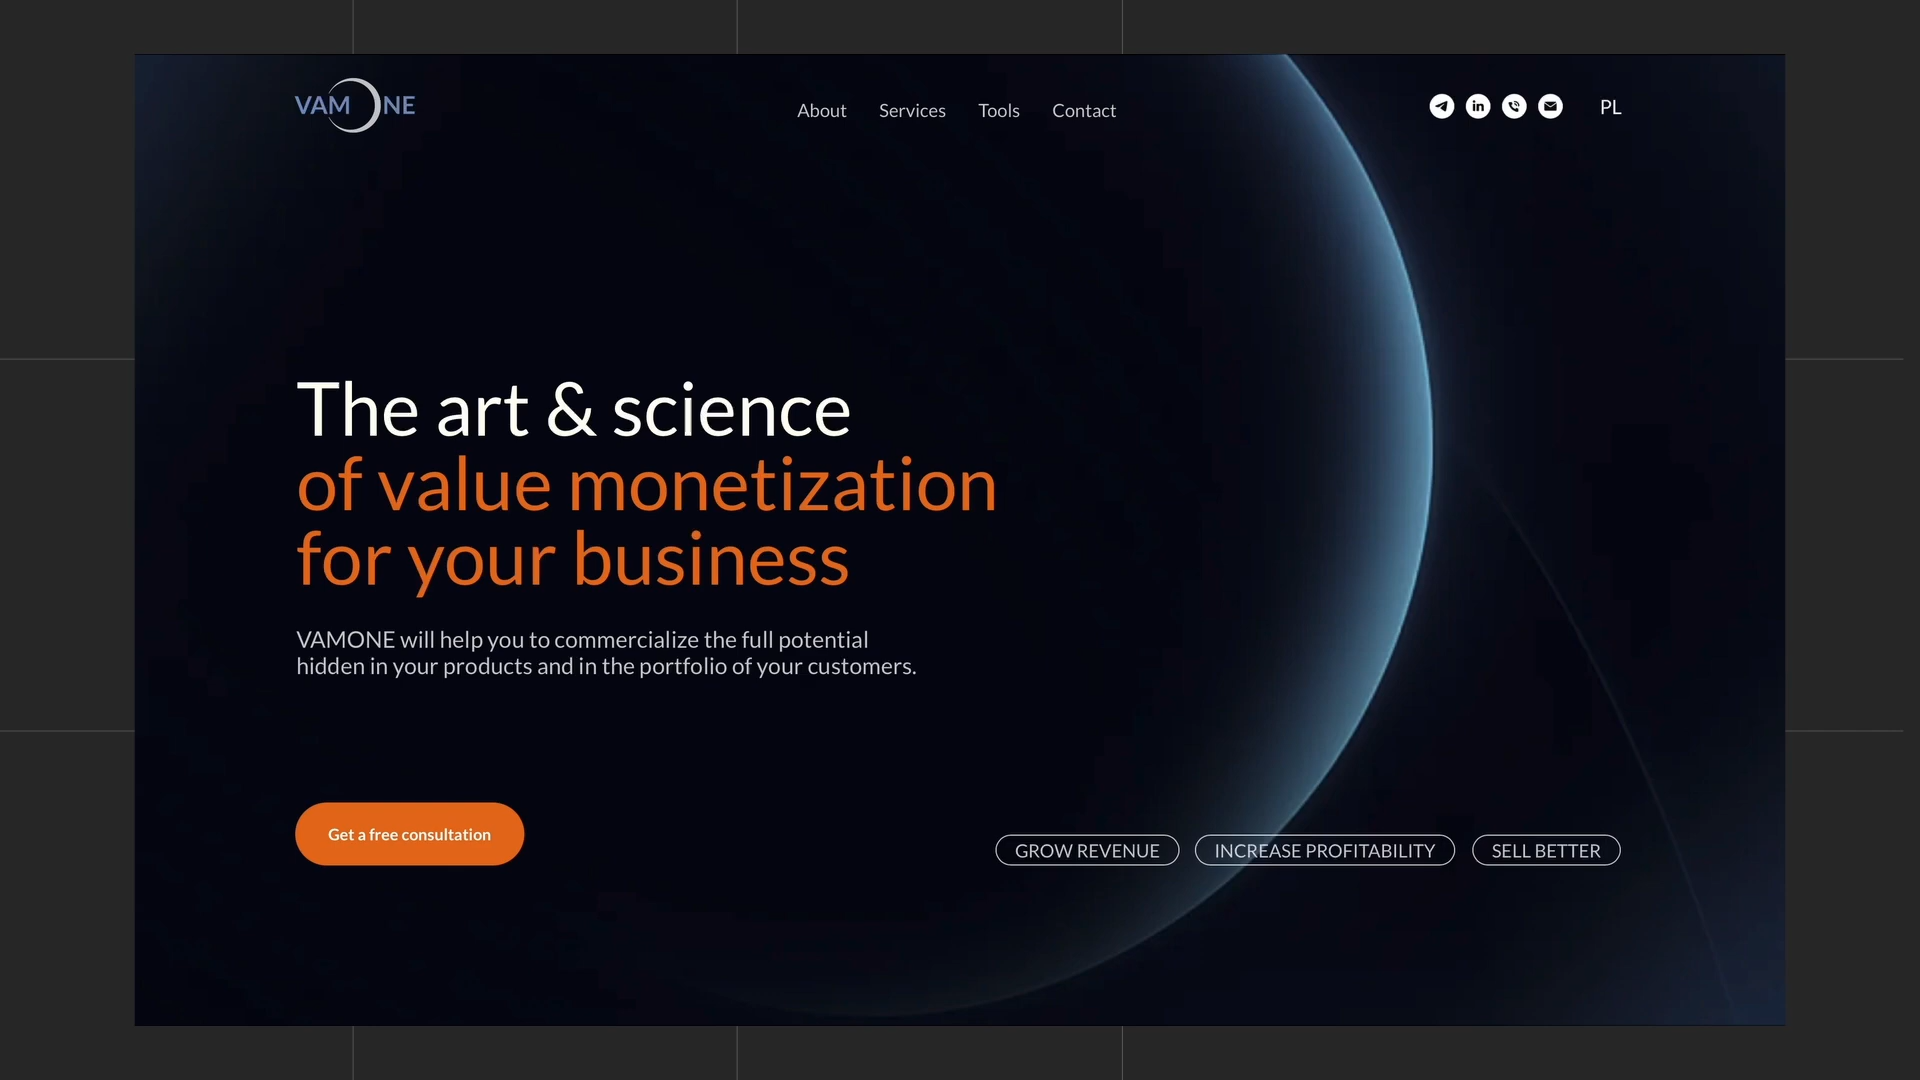 VAMONE
About Services Tools Contact
PL
The art & science
of value monetization
for your business
VAMONE will help you to commercialize the full potential
hidden in your products and in the portfolio of your customers.
Get a free consultation
GROW REVENUE INCREASE PROFITABILITY SELL BETTER